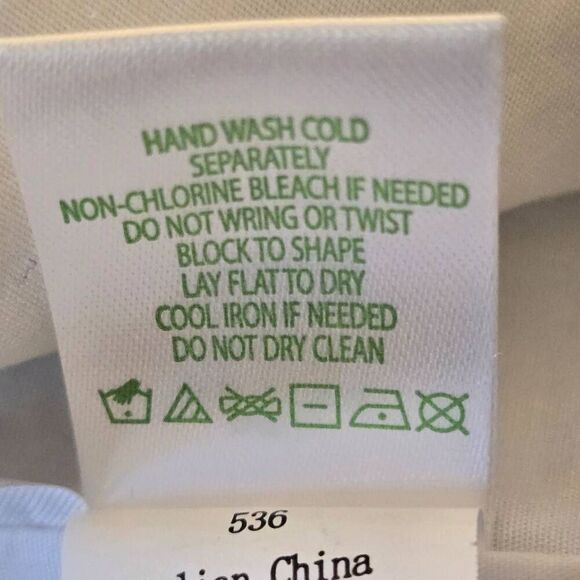 HAND WASH COLD
SEPARATELY
NON-CHLORINE BLEACH IF NEEDED
DO NOT WRING OR TWIST
BLOCK TO SHAPE
LAY FLAT TO DRY
COOL IRON IF NEEDED
DO NOT DRY CLEAN
536
China